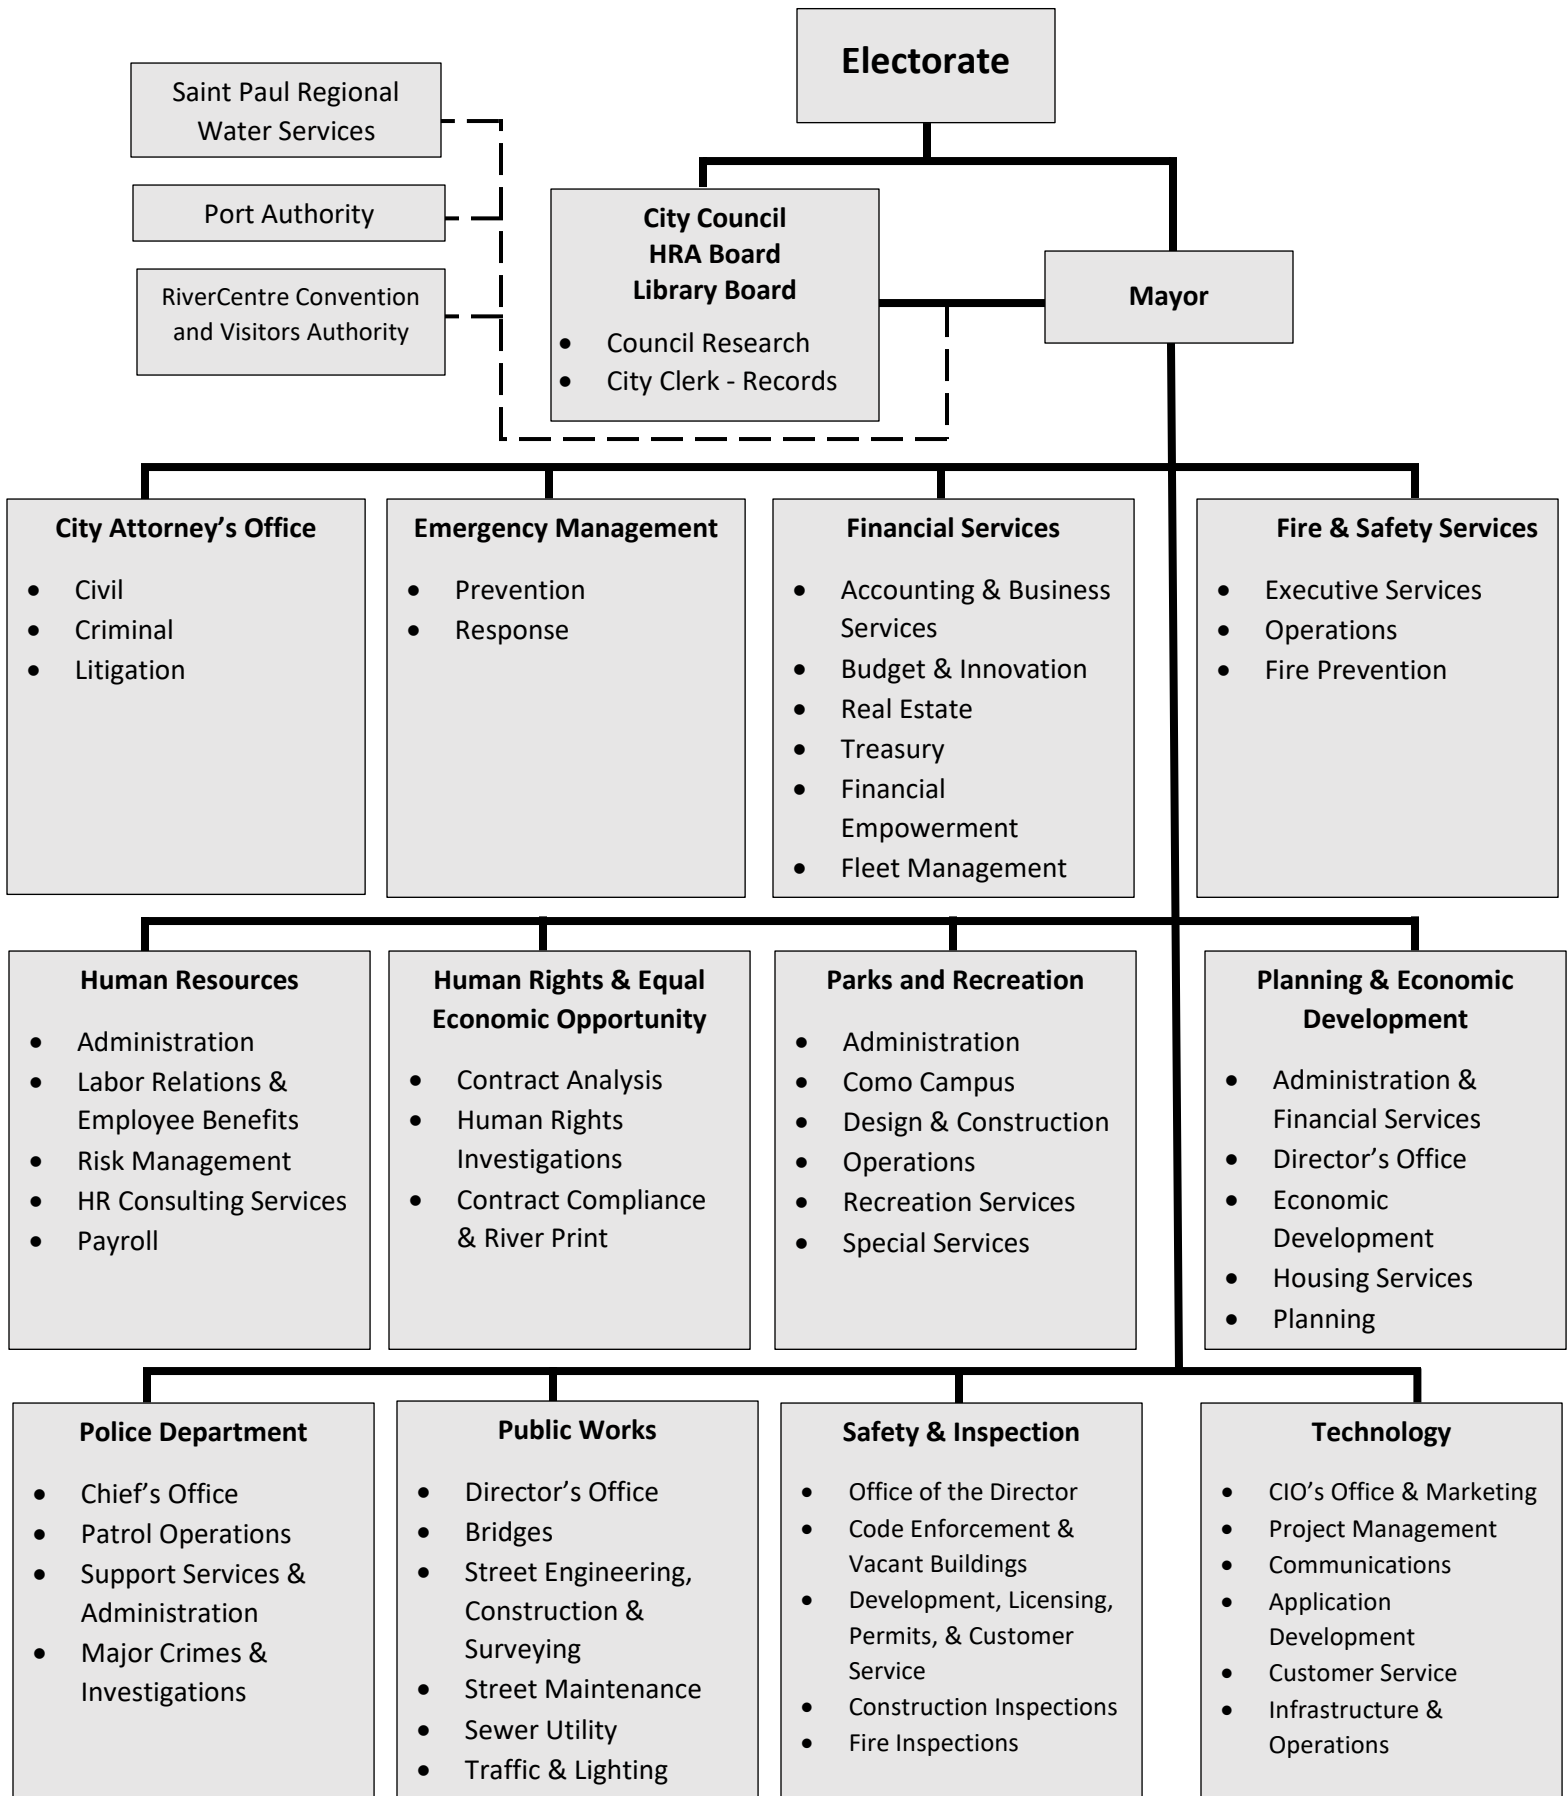 Electorate
Saint Paul Regional
Water Services
Port Authority
RiverCentre Convention
and Visitors Authority
City Council
HRA Board
Library Board
• Council Research
• City Clerk - Records
Mayor
City Attorney’s Office
• Civil
• Criminal
• Litigation
Emergency Management
• Prevention
• Response
Financial Services
• Accounting & Business
Services
• Budget & Innovation
• Real Estate
• Treasury
• Financial
Empowerment
• Fleet Management
Fire & Safety Services
• Executive Services
• Operations
• Fire Prevention
Human Resources
• Administration
• Labor Relations &
Employee Benefits
• Risk Management
• HR Consulting Services
• Payroll
Human Rights & Equal
Economic Opportunity
• Contract Analysis
• Human Rights
Investigations
• Contract Compliance
& River Print
Parks and Recreation
• Administration
• Como Campus
• Design & Construction
• Operations
• Recreation Services
• Special Services
Planning & Economic
Development
• Administration &
Financial Services
• Director’s Office
• Economic
Development
• Housing Services
• Planning
Police Department
• Chief’s Office
• Patrol Operations
• Support Services &
Administration
• Major Crimes &
Investigations
Public Works
• Director’s Office
• Bridges
• Street Engineering,
Construction &
Surveying
• Street Maintenance
• Sewer Utility
• Traffic & Lighting
Safety & Inspection
• Office of the Director
• Code Enforcement &
Vacant Buildings
• Development, Licensing,
Permits, & Customer
Service
• Construction Inspections
• Fire Inspections
Technology
• CIO’s Office & Marketing
• Project Management
• Communications
• Application
Development
• Customer Service
• Infrastructure &
Operations